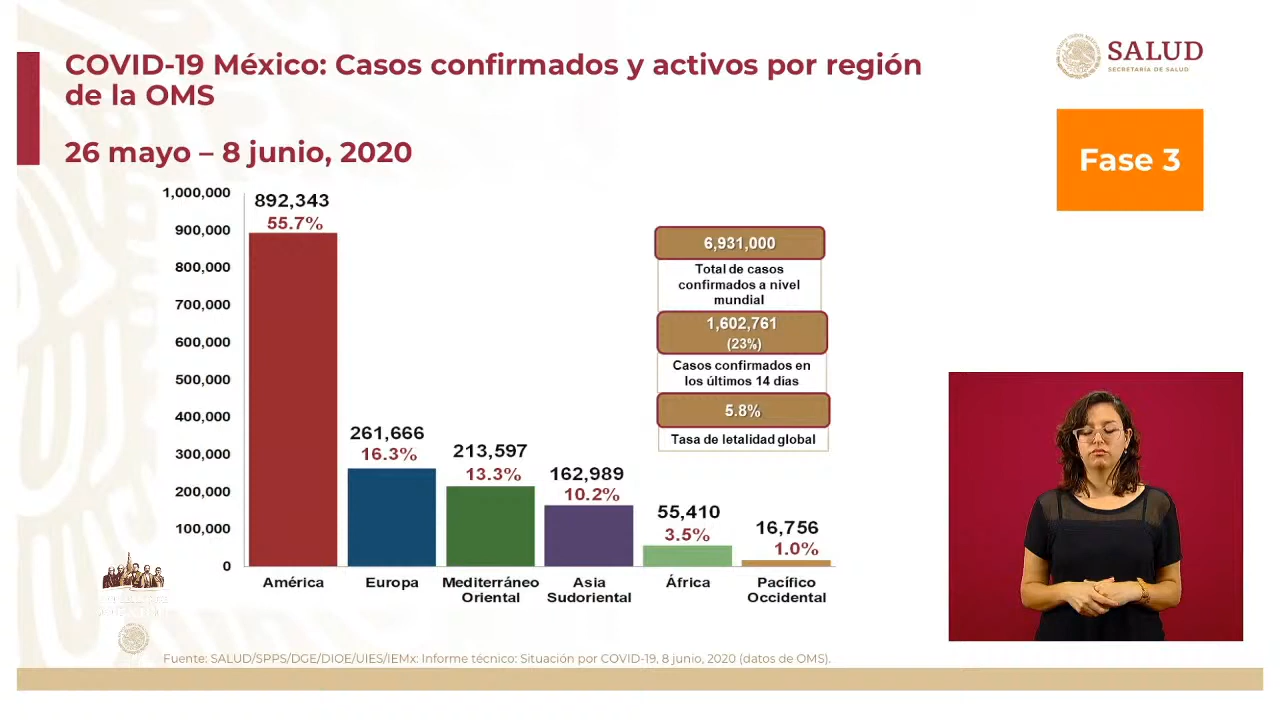 COVID-19 México: Casos confirmados y activos por región
de la OMS
26 mayo – 8 junio, 2020
SALUD
SECRETARÍA DE SALUD
Fase 3
1,000,000
900,000
800,000
700,000
600,000
500,000
400,000
300,000
200,000
100,000
0
892,343
55.7%
261,666
16.3%
213,597
13.3%
162,989
10.2%
55,410
3.5%
16,756
1.0%
América
Europa
Mediterráneo
Oriental
Asia
Sudoriental
África
Pacífico
Occidental
6,931,000
Total de casos
confirmados a nivel
mundial
1,602,761
(23%)
Casos confirmados en
los últimos 14 días
5.8%
Tasa de letalidad global
Fuente: SALUD/SPPS/DGE/DIOE/UIES/IEMx: Informe técnico: Situación por COVID-19, 8 junio, 2020 (datos de OMS).